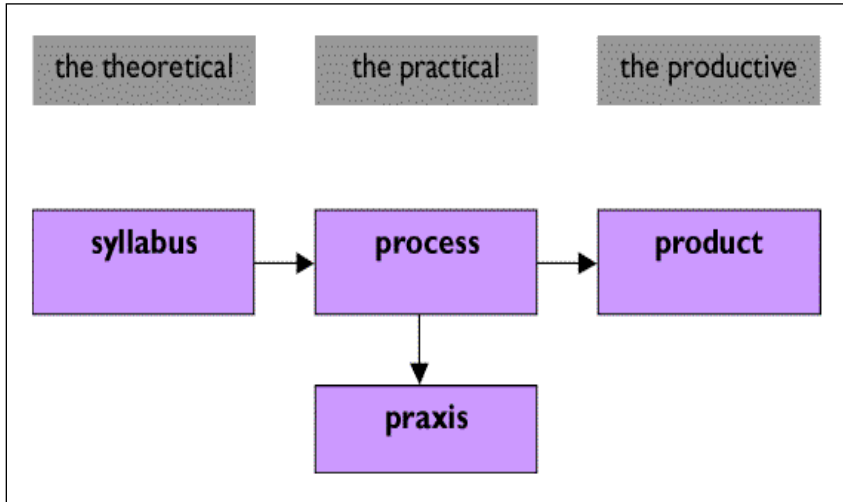 the theoretical
the practical
the productive
syllabus
process
product
praxis